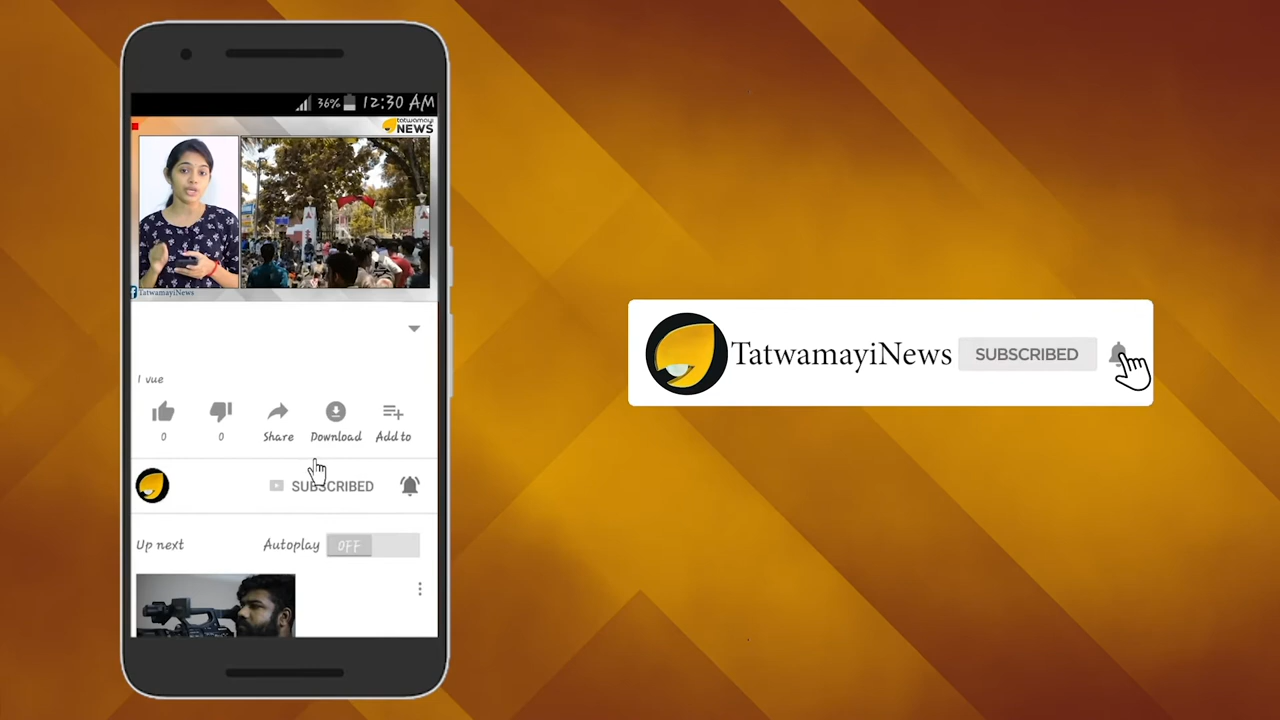 36% 12:30 AM
tatwamayi
NEWS
TatwamayiNews
1 vue
0 0 Share Download Add to
SUBSCRIBED
Up next Autoplay OFF
TatwamayiNews SUBSCRIBED